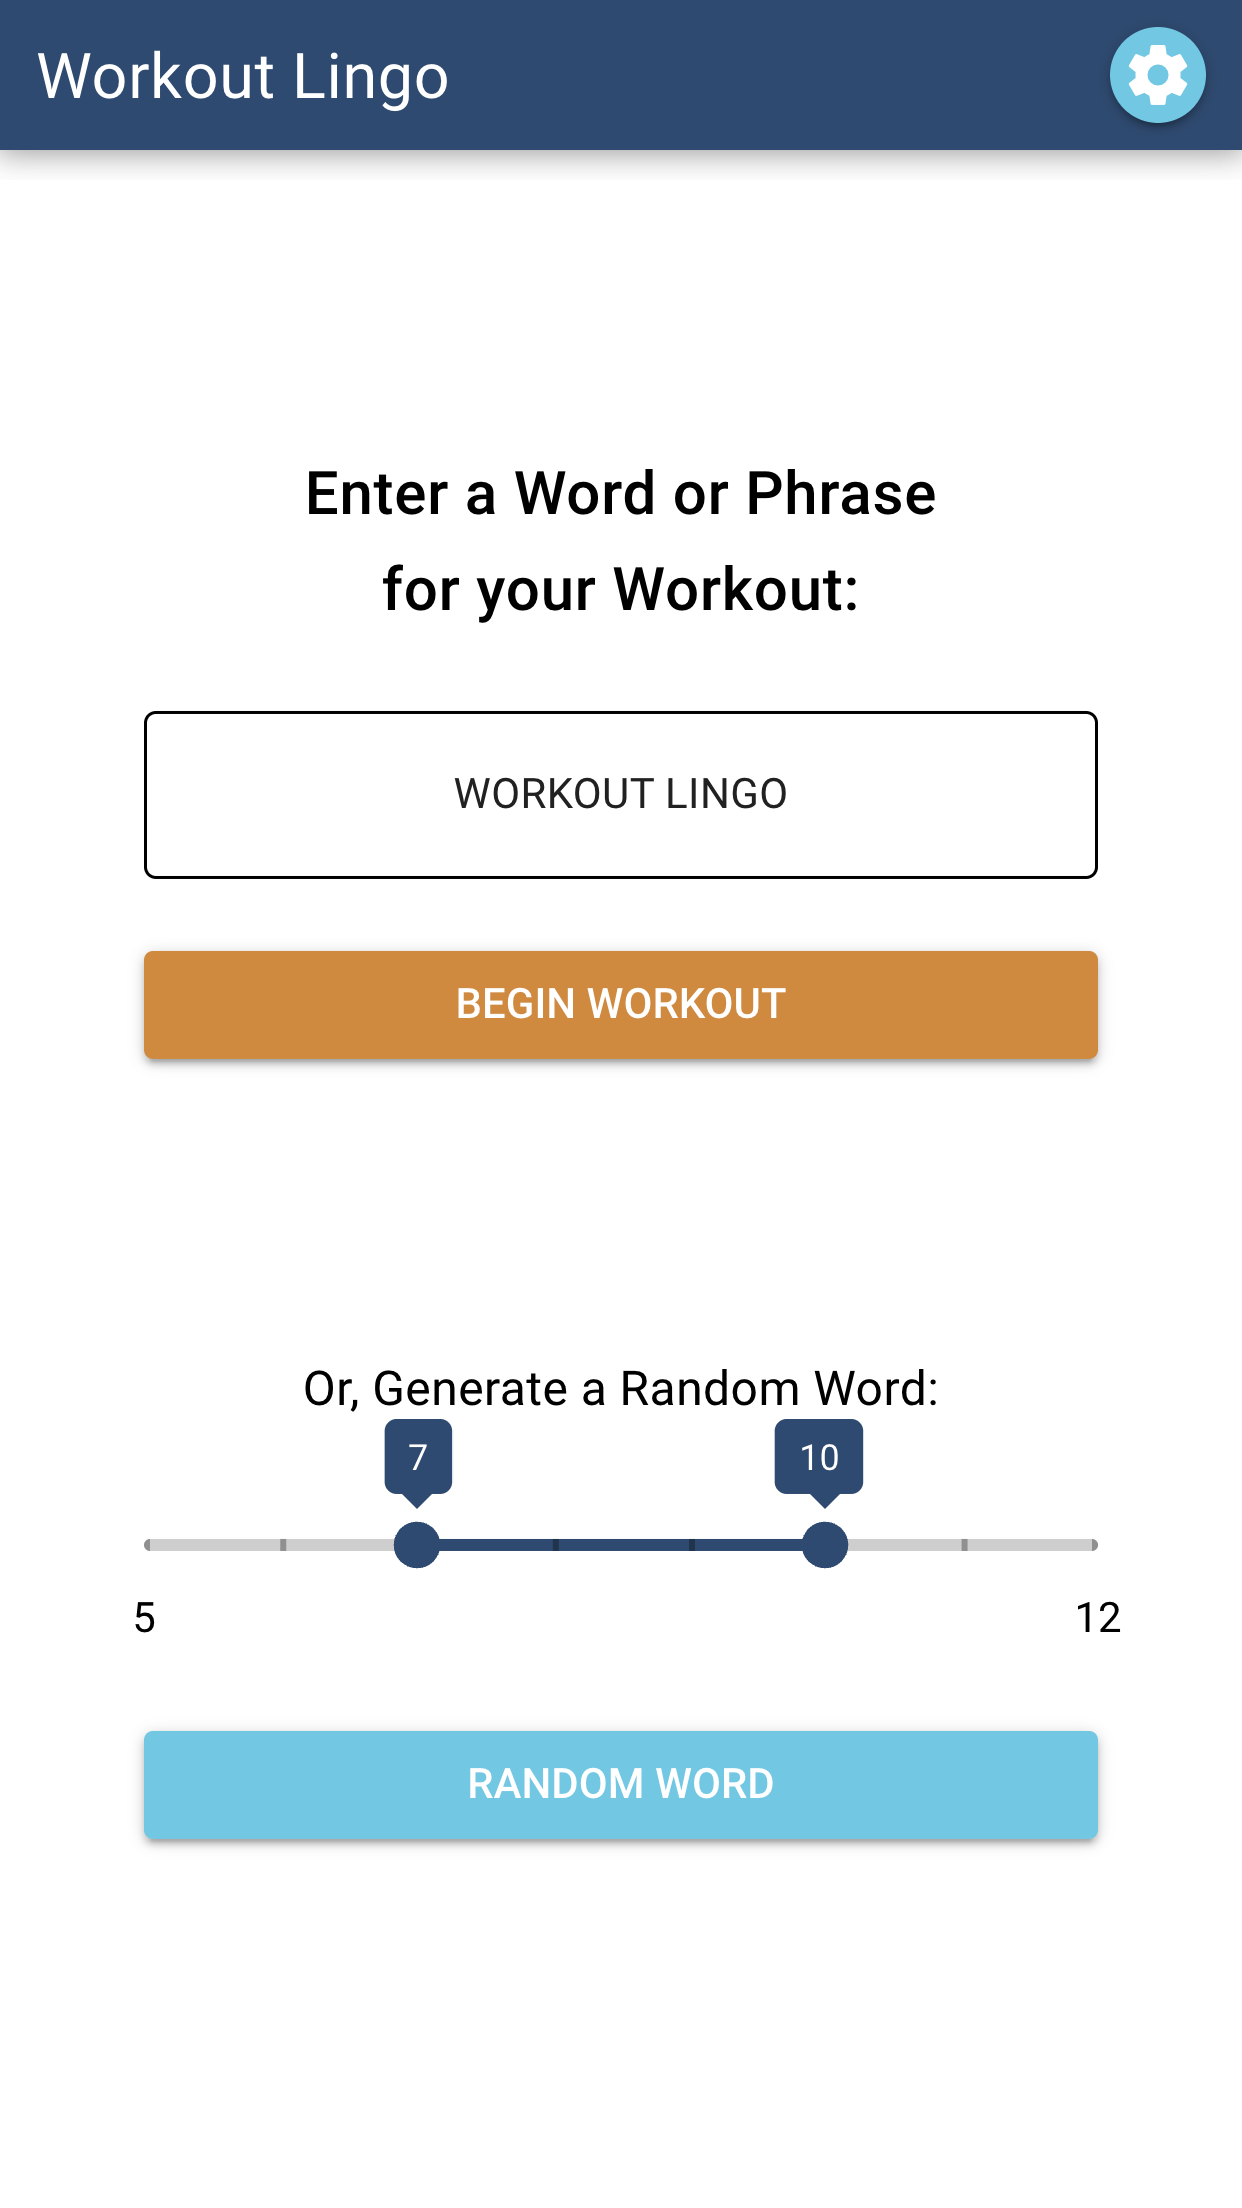 Workout Lingo
Enter a Word or Phrase
for your Workout:
WORKOUT LINGO
BEGIN WORKOUT
Or, Generate a Random Word:
7 10
5 12
RANDOM WORD